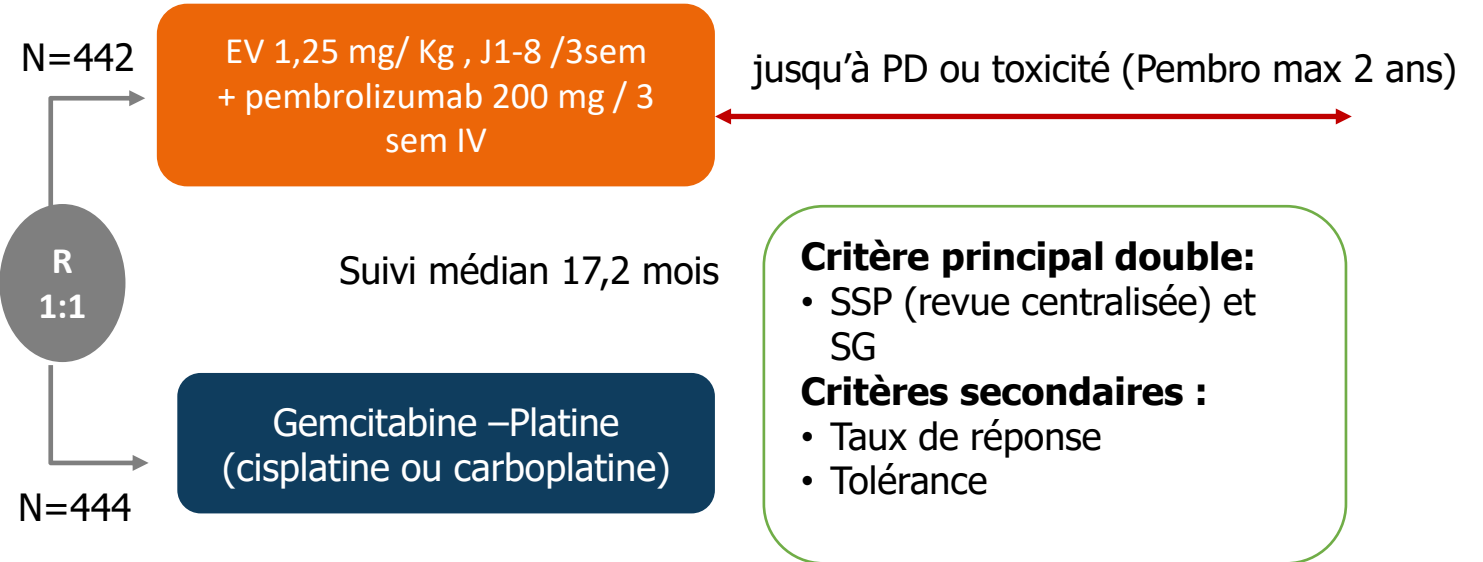 N=442
EV 1,25 mg/ Kg , J1-8 /3sem
+ pembrolizumab 200 mg / 3
sem IV
jusqu’à PD ou toxicité (Pembro max 2 ans)
R
1:1
Suivi médian 17,2 mois
Critère principal double:
• SSP (revue centralisée) et
SG
Critères secondaires :
• Taux de réponse
• Tolérance
Gemcitabine –Platine
(cisplatine ou carboplatine)
N=444